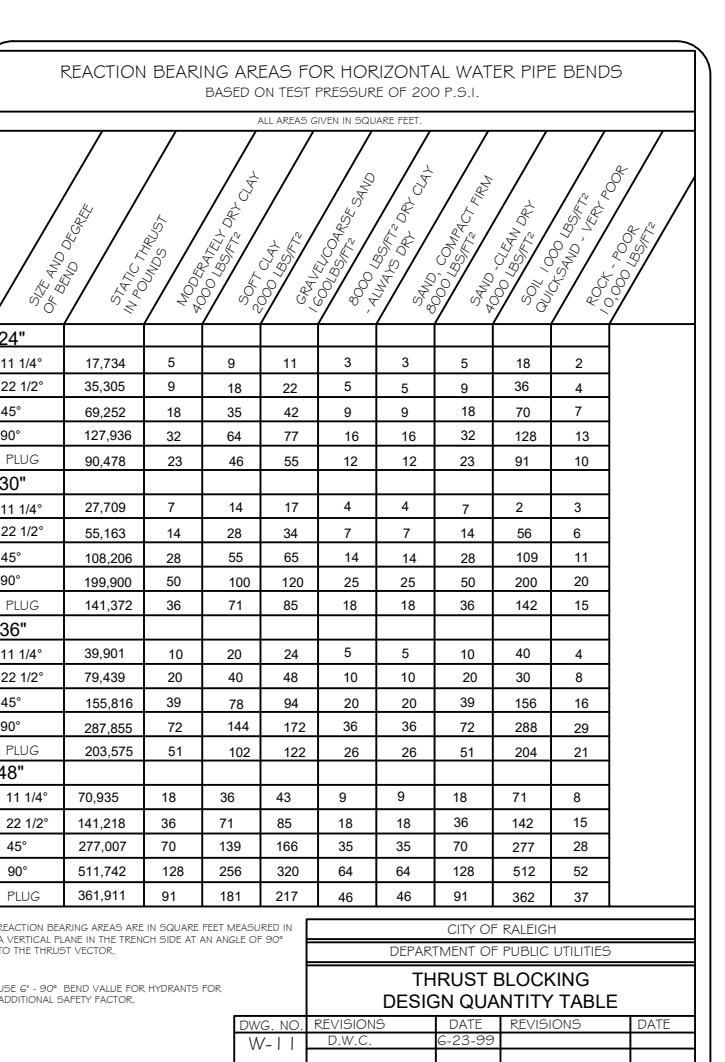 REACTION BEARING AREAS FOR HORIZONTAL WATER PIPE BENDS
BASED ON TEST PRESSURE OF 200 P.S.I.
ALL AREAS GIVEN IN SQUARE FEET.
SIZE AND DEGREE
OF BEND
STATIC THRUST
IN POUNDS
MODERATELY DRY CLAY
4000 LBS/FT²
SOFT CLAY
2000 LBS/FT²
GRAVEL/COARSE SAND
1600LBS/FT²
8000 LBS/FT² DRY CLAY
- ALWAYS DRY
SAND, COMPACT FIRM
8000 LBS/FT²
SAND -CLEAN DRY
4000 LBS/FT²
SOIL 1000 LBS/FT²
QUICKSAND - VERY POOR
ROCK - POOR
10,000 LBS/FT²
24"
11 1/4° 17,734 5 9 11 3 3 5 18 2
22 1/2° 35,305 9 18 22 5 5 9 36 4
45° 69,252 18 35 42 9 9 18 70 7
90° 127,936 32 64 77 16 16 32 128 13
PLUG 90,478 23 46 55 12 12 23 91 10
30"
11 1/4° 27,709 7 14 17 4 4 7 2 3
22 1/2° 55,163 14 28 34 7 7 14 56 6
45° 108,206 28 55 65 14 14 28 109 11
90° 199,900 50 100 120 25 25 50 200 20
PLUG 141,372 36 71 85 18 18 36 142 15
36"
11 1/4° 39,901 10 20 24 5 5 10 40 4
22 1/2° 79,439 20 40 48 10 10 20 30 8
45° 155,816 39 78 94 20 20 39 156 16
90° 287,855 72 144 172 36 36 72 288 29
PLUG 203,575 51 102 122 26 26 51 204 21
48"
11 1/4° 70,935 18 36 43 9 9 18 71 8
22 1/2° 141,218 36 71 85 18 18 36 142 15
45° 277,007 70 139 166 35 35 70 277 28
90° 511,742 128 256 320 64 64 128 512 52
PLUG 361,911 91 181 217 46 46 91 362 37
REACTION BEARING AREAS ARE IN SQUARE FEET MEASURED IN
A VERTICAL PLANE IN THE TRENCH SIDE AT AN ANGLE OF 90°
TO THE THRUST VECTOR.
USE 6" - 90° BEND VALUE FOR HYDRANTS FOR
ADDITIONAL SAFETY FACTOR.
CITY OF RALEIGH
DEPARTMENT OF PUBLIC UTILITIES
THRUST BLOCKING
DESIGN QUANTITY TABLE
DWG. NO. REVISIONS DATE REVISIONS DATE
W-11 D.W.C. 6-23-99